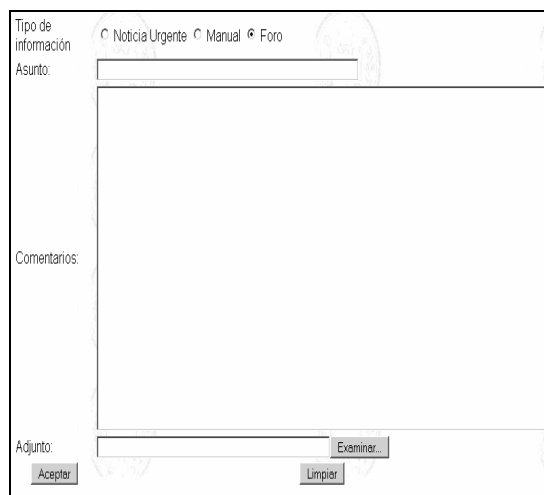 Tipo de
información
Noticia Urgente Manual Foro
Asunto:
Comentarios:
Adjunto:
Examinar...
Aceptar
Limpiar